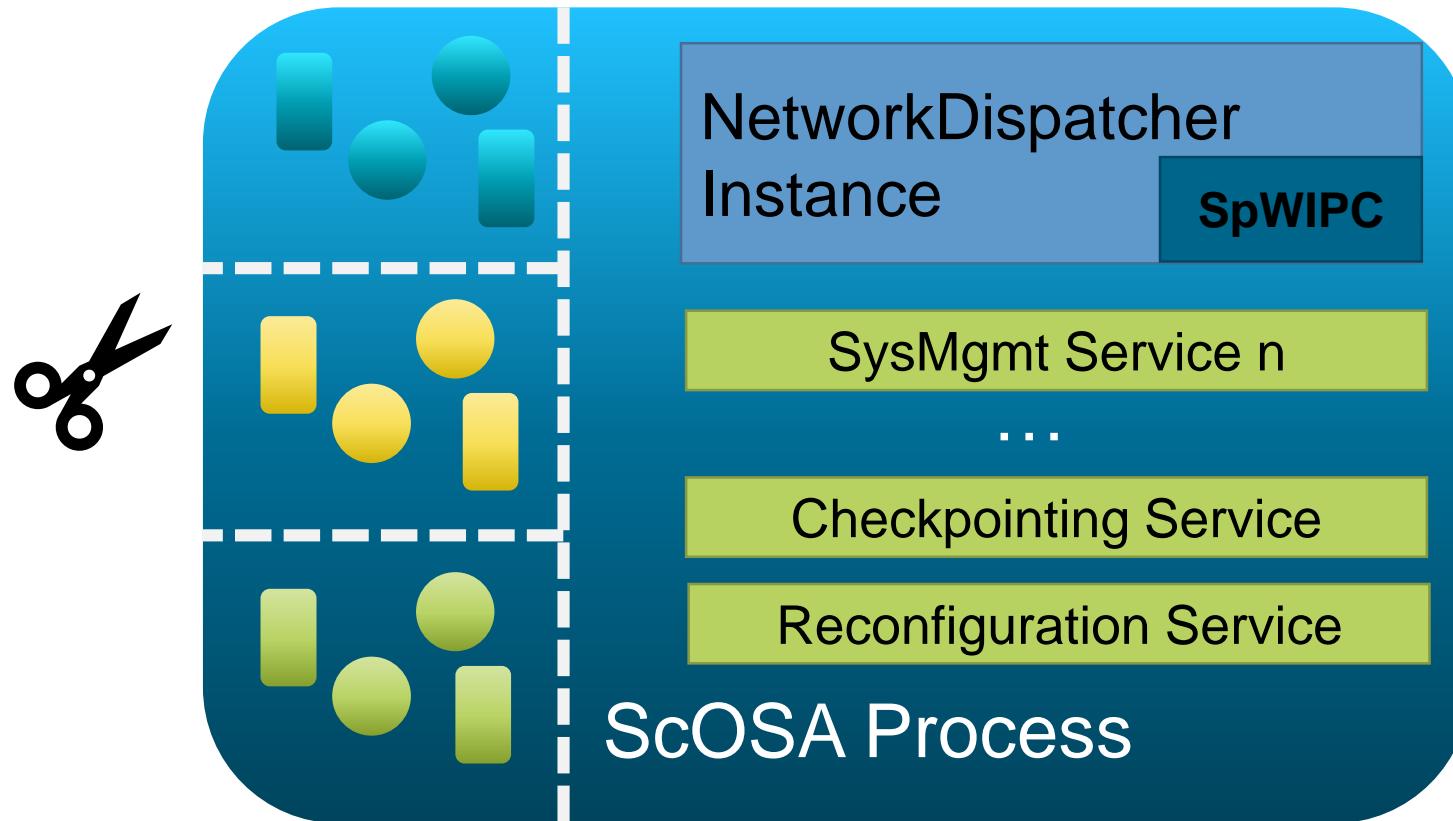 NetworkDispatcher
Instance
SpWIPC
SysMgmt Service n
...
Checkpointing Service
Reconfiguration Service
ScOSA Process